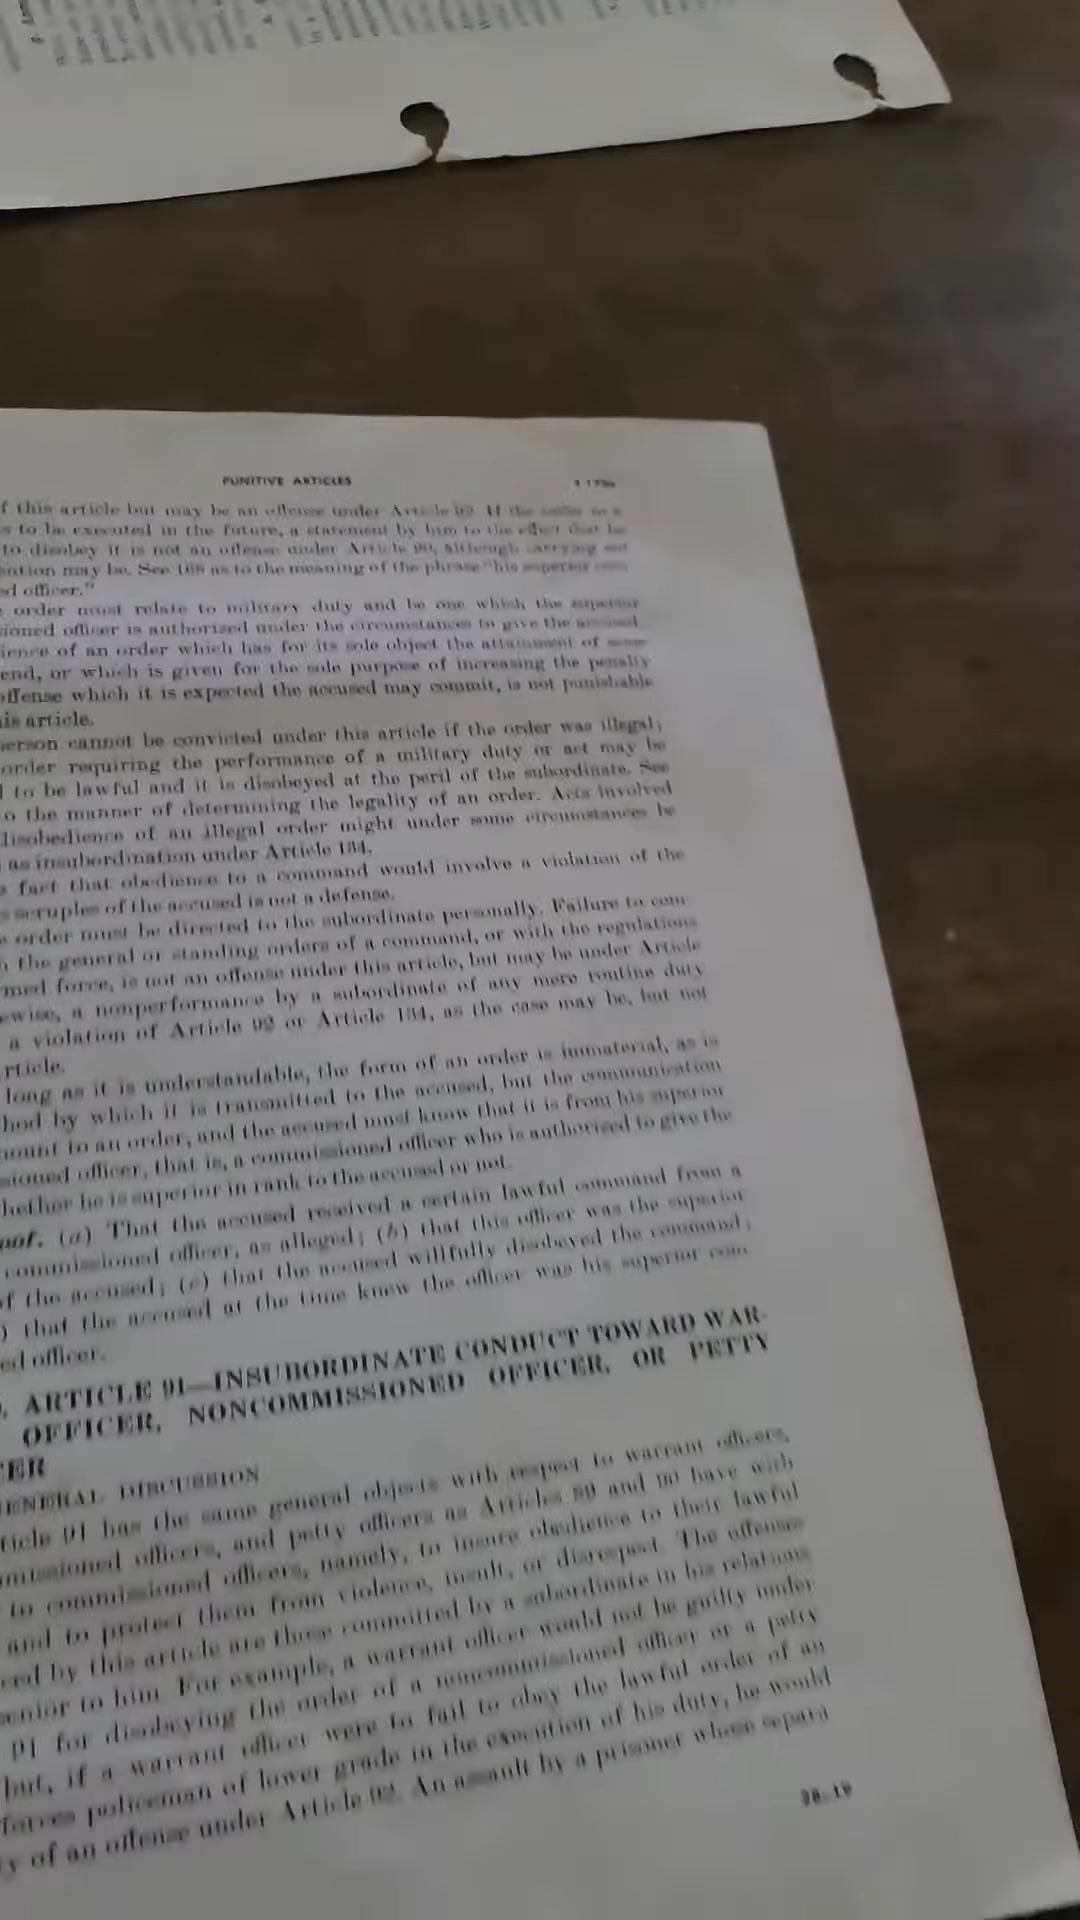 PUNITIVE ARTICLES
f this article but may be an offense under Article 92. If the order is a
s to be executed in the future, a statement by him to the effect that he
to disobey it is not an offense under Article 90, although carrying out
ention may be. See 168 as to the meaning of the phrase "his superior
ed officer."
order must relate to military duty and be one which the superior
ioned officer is authorized under the circumstances to give the accused.
ience of an order which has for its sole object the attainment of some
end, or which is given for the sole purpose of increasing the penalty
offense which it is expected the accused may commit, is not punishable
is article.
erson cannot be convicted under this article if the order was illegal;
order requiring the performance of a military duty or act may be
to be lawful and it is disobeyed at the peril of the subordinate. See
o the manner of determining the legality of an order. Acts involved
disobedience of an illegal order might under some circumstances be
as insubordination under Article 134.
fact that obedience to a command would involve a violation of the
scruples of the accused is not a defense.
order must be directed to the subordinate personally. Failure to com-
the general or standing orders of a command, or with the regulations
med force, is not an offense under this article, but may be under Article
ewise, a nonperformance by a subordinate of any mere routine duty
a violation of Article 92 or Article 134, as the case may be, but not
rticle.
long as it is understandable, the form of an order is immaterial, as is
hod by which it is transmitted to the accused, but the communication
mount to an order, and the accused must know that it is from his superior
sioned officer, that is, a commissioned officer who is authorized to give the
hether he is superior in rank to the accused or not.
oof. (a) That the accused received a certain lawful command from a
commissioned officer, as alleged; (b) that this officer was the superior
of the accused; (c) that the accused willfully disobeyed the command;
) that the accused at the time knew the officer was his superior com-
ed officer.
. ARTICLE 91—INSUBORDINATE CONDUCT TOWARD WAR-
OFFICER, NONCOMMISSIONED OFFICER, OR PETTY
ER
ENERAL DISCUSSION
ticle 91 has the same general objects with respect to warrant officers,
mmissioned officers, and petty officers as Articles 89 and 90 have with
to commissioned officers, namely, to insure obedience to their lawful
and to protect them from violence, insult, or disrespect. The offenses
ced by this article are those committed by a subordinate in his relations
senior to him. For example, a warrant officer would not be guilty under
91 for disobeying the order of a noncommissioned officer or a petty
but, if a warrant officer were to fail to obey the lawful order of an
forces policeman of lower grade in the execution of his duty, he would
y of an offense under Article 92. An assault by a prisoner whose separa-
28-19